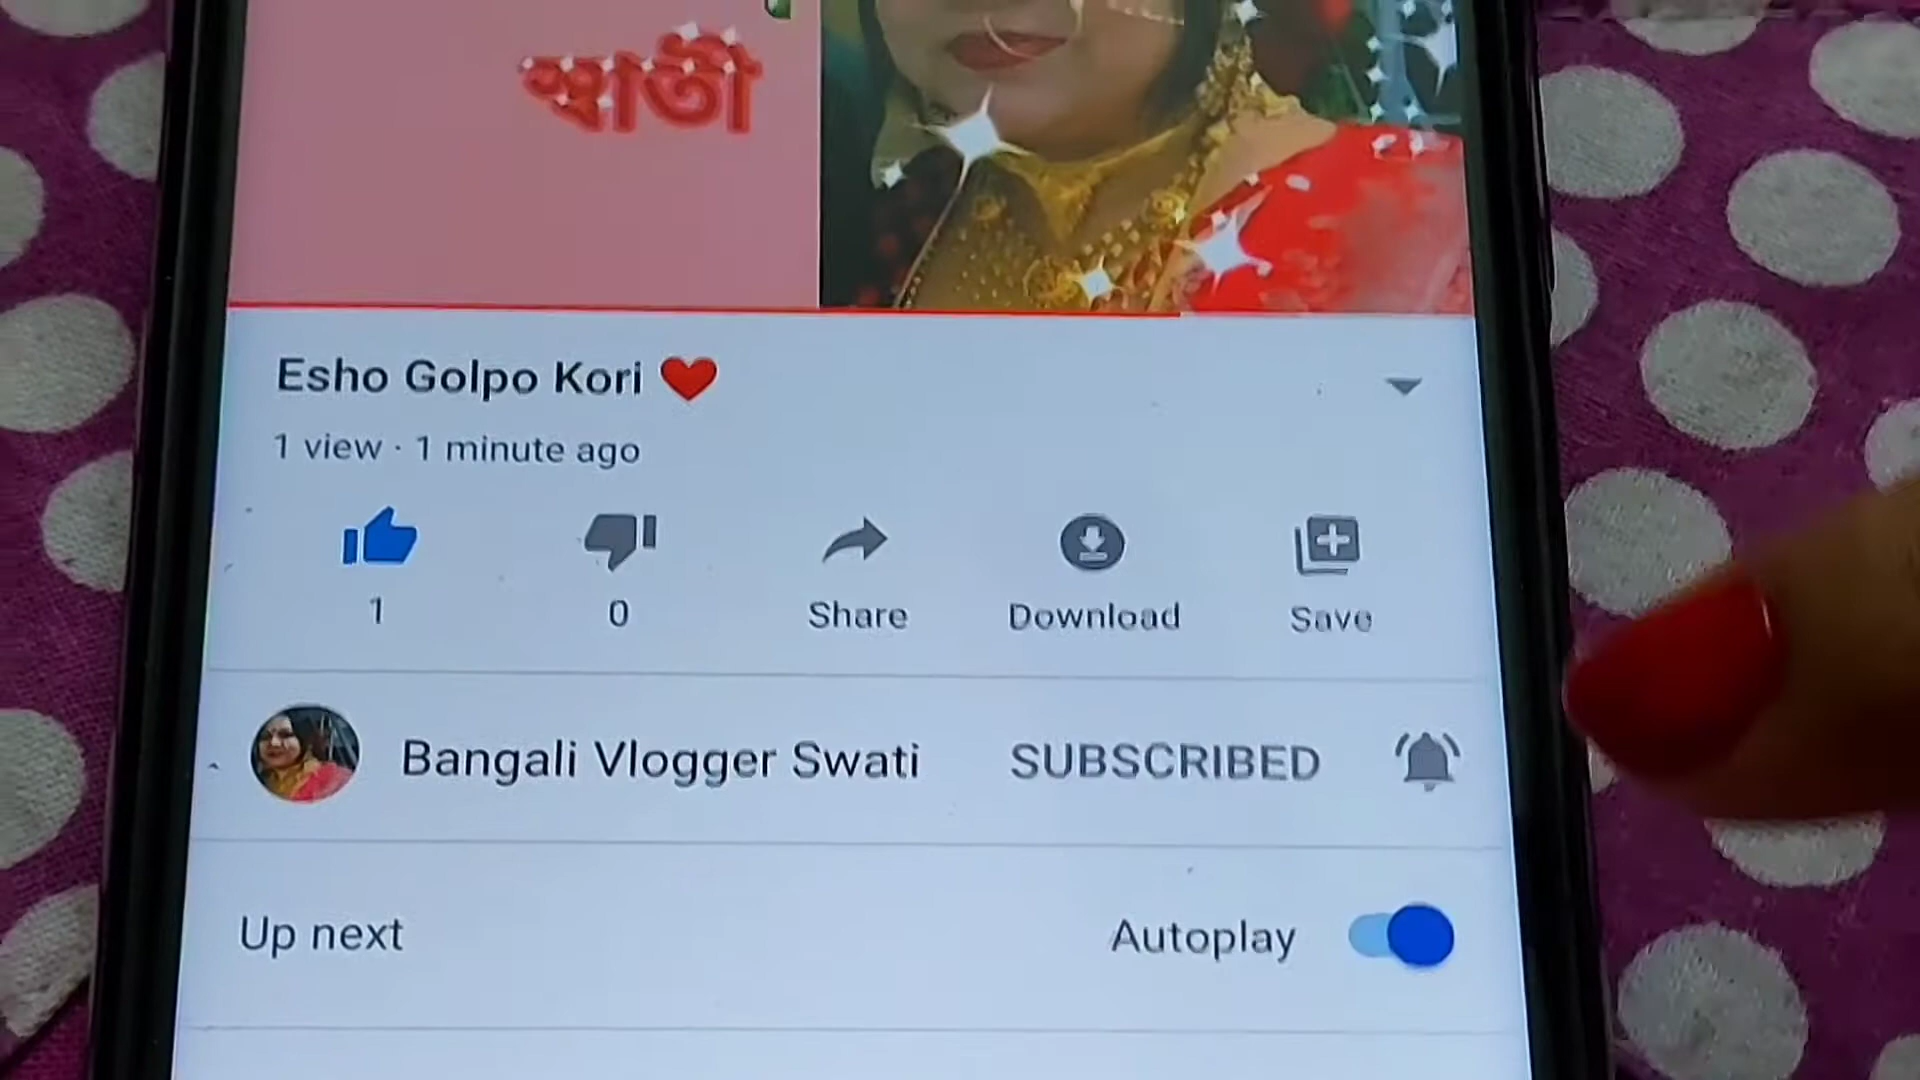 স্বাতী
Esho Golpo Kori ❤️
1 view · 1 minute ago
1
0
Share
Download
Save
Bangali Vlogger Swati
SUBSCRIBED
Up next
Autoplay